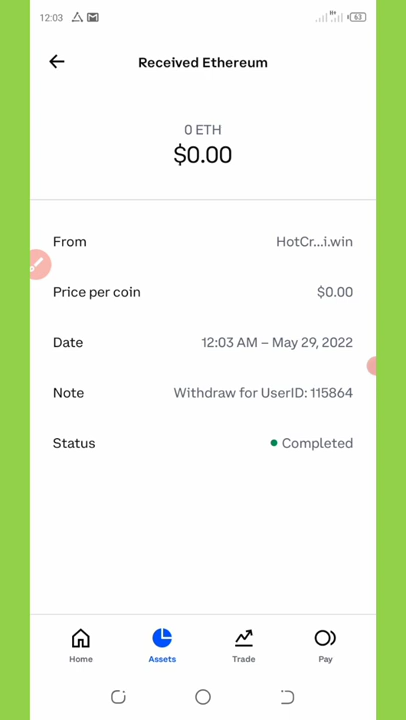 12:03
63
Received Ethereum
0 ETH
$0.00
From HotCr...i.win
Price per coin $0.00
Date 12:03 AM – May 29, 2022
Note Withdraw for UserID: 115864
Status Completed
Home Assets Trade Pay